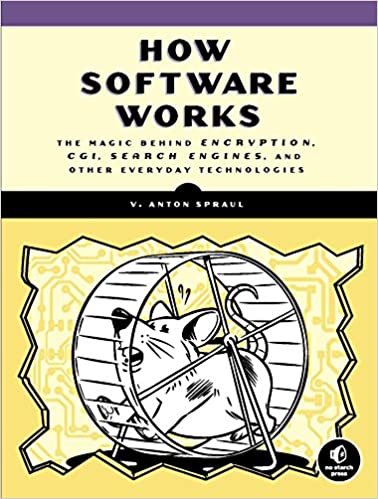 HOW
SOFTWARE
WORKS
THE MAGIC BEHIND ENCRYPTION,
CGI, SEARCH ENGINES, AND
OTHER EVERYDAY TECHNOLOGIES
V. ANTON SPRAUL
no starch
press